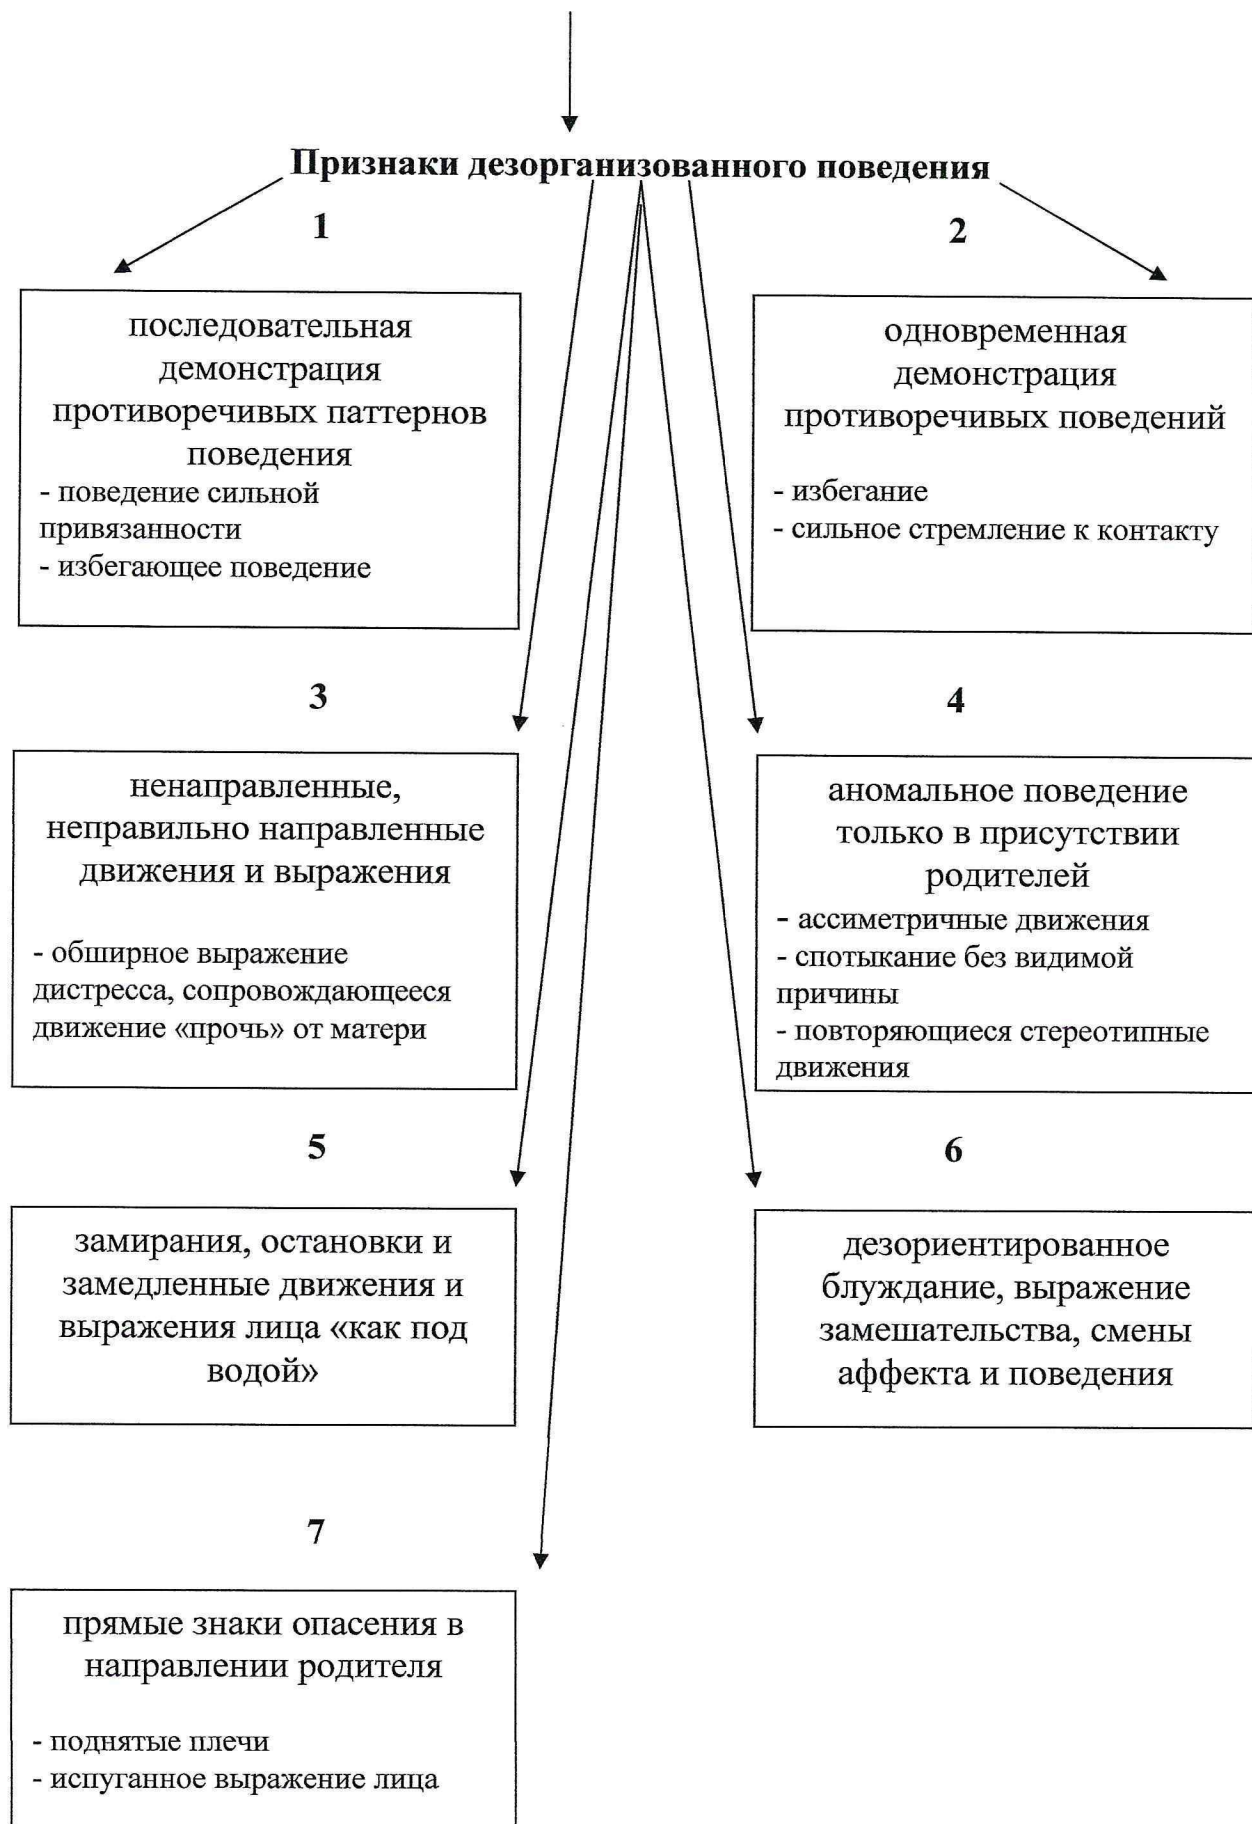 Признаки дезорганизованного поведения
1
последовательная
демонстрация
противоречивых паттернов
поведения
- поведение сильной
привязанности
- избегающее поведение
2
одновременная
демонстрация
противоречивых поведений
- избегание
- сильное стремление к контакту
3
ненаправленные,
неправильно направленные
движения и выражения
- обширное выражение
дистресса, сопровождающееся
движение «прочь» от матери
4
аномальное поведение
только в присутствии
родителей
- ассиметричные движения
- спотыкание без видимой
причины
- повторяющиеся стереотипные
движения
5
замирания, остановки и
замедленные движения и
выражения лица «как под
водой»
6
дезориентированное
блуждание, выражение
замешательства, смены
аффекта и поведения
7
прямые знаки опасения в
направлении родителя
- поднятые плечи
- испуганное выражение лица